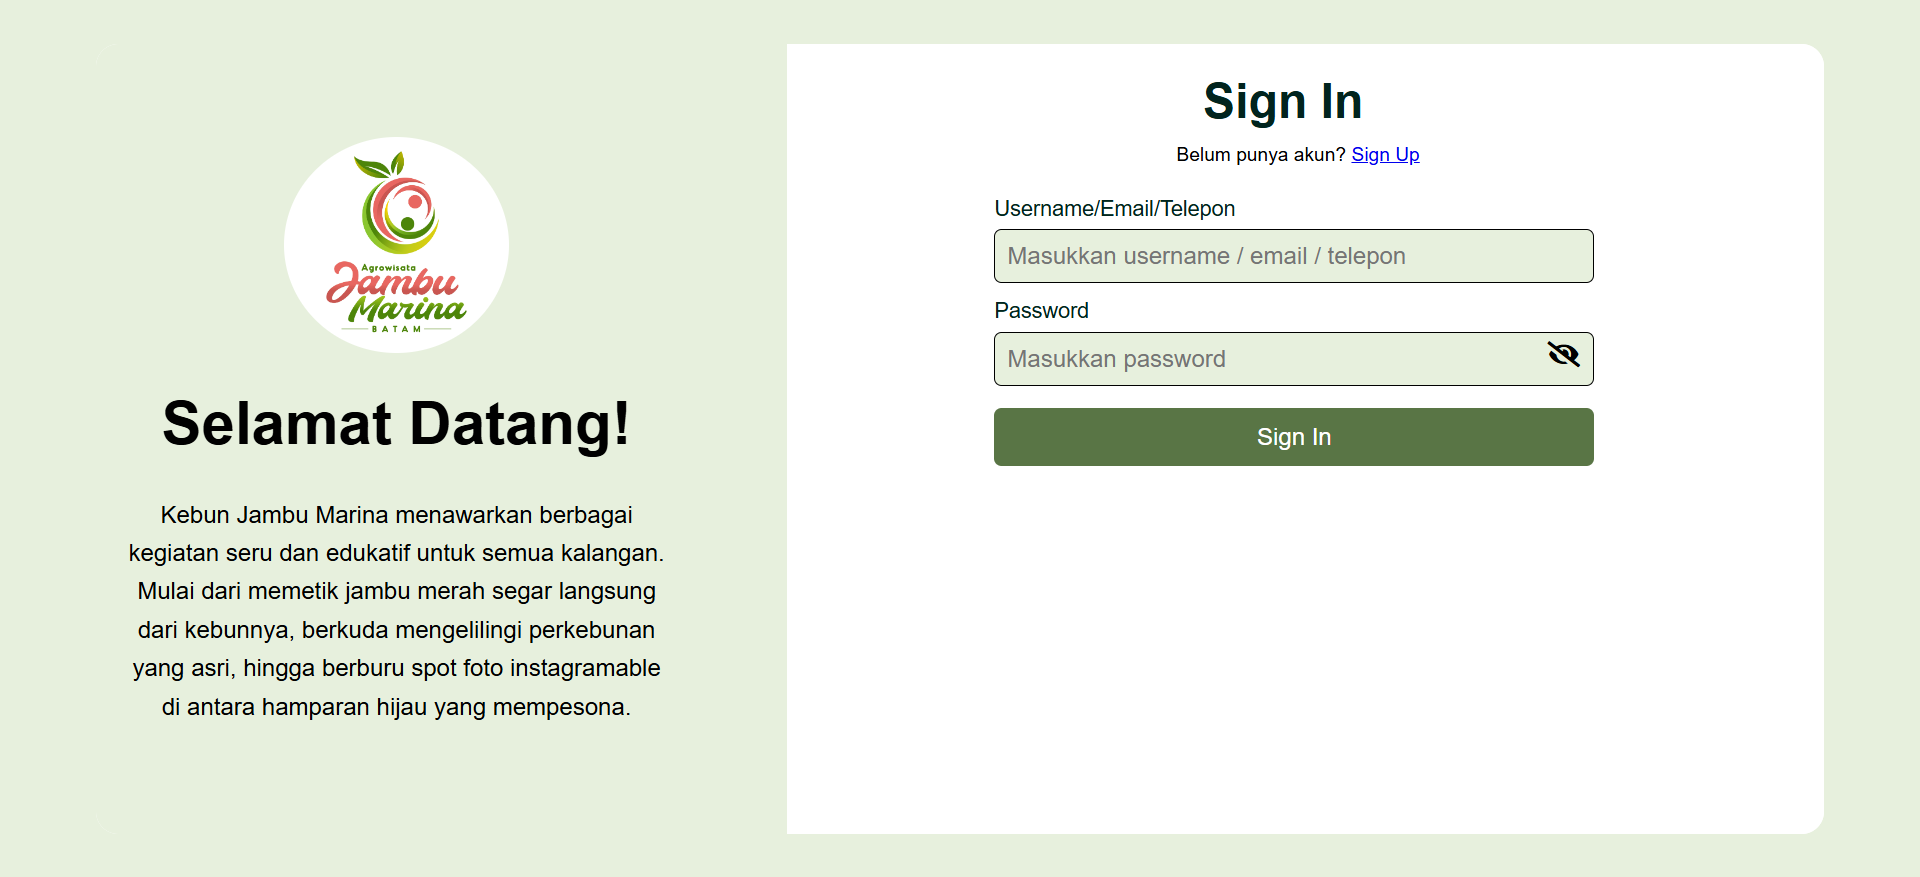 Agrowisata
Jambu
Marina
BATAM
Selamat Datang!
Kebun Jambu Marina menawarkan berbagai
kegiatan seru dan edukatif untuk semua kalangan.
Mulai dari memetik jambu merah segar langsung
dari kebunnya, berkuda mengelilingi perkebunan
yang asri, hingga berburu spot foto instagramable
di antara hamparan hijau yang mempesona.
Sign In
Belum punya akun? Sign Up
Username/Email/Telepon
Masukkan username / email / telepon
Password
Masukkan password
Sign In